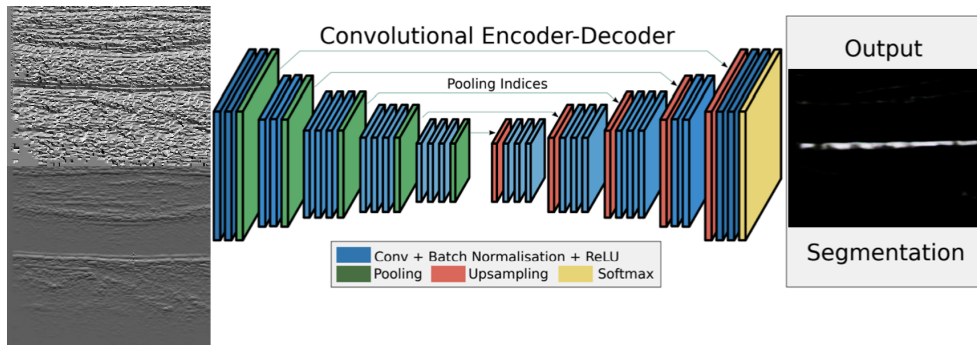 Convolutional Encoder-Decoder
Pooling Indices
Conv + Batch Normalisation + ReLU
Pooling
Upsampling
Softmax
Output
Segmentation